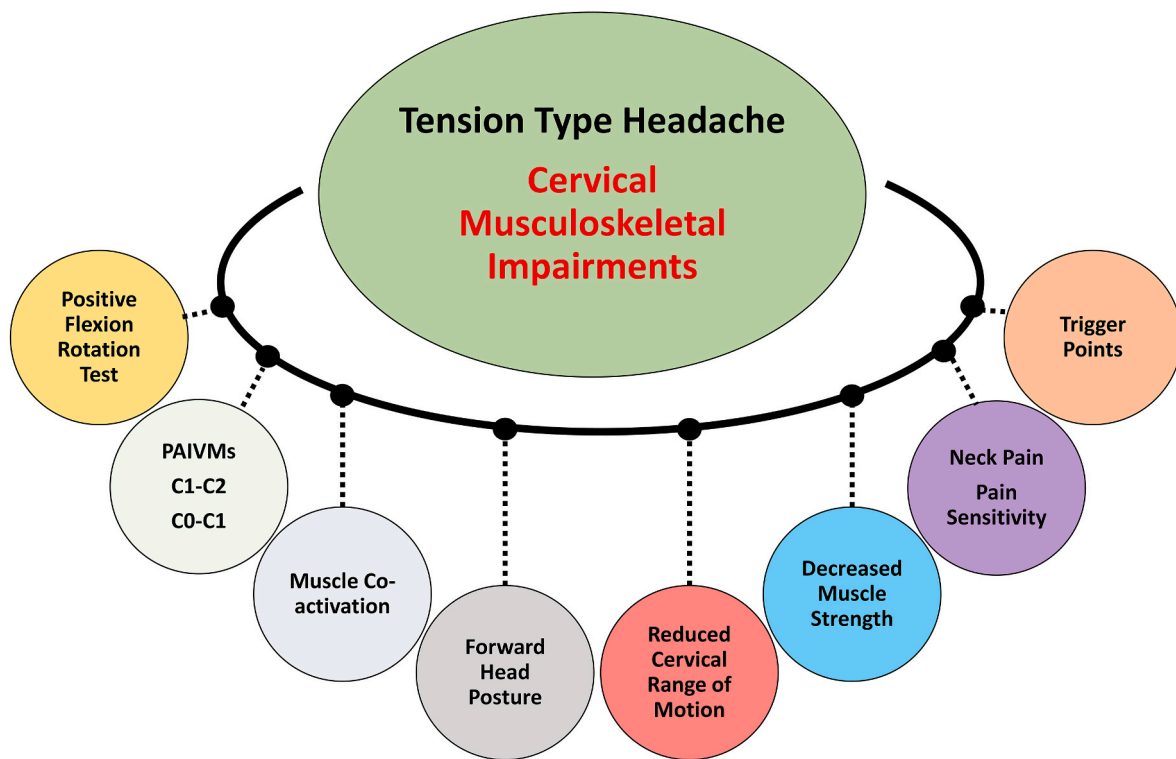 Tension Type Headache
Cervical
Musculoskeletal
Impairments
Positive
Flexion
Rotation
Test
PAIVMs
C1-C2
C0-C1
Muscle Co-
activation
Forward
Head
Posture
Reduced
Cervical
Range of
Motion
Decreased
Muscle
Strength
Neck Pain
Pain
Sensitivity
Trigger
Points